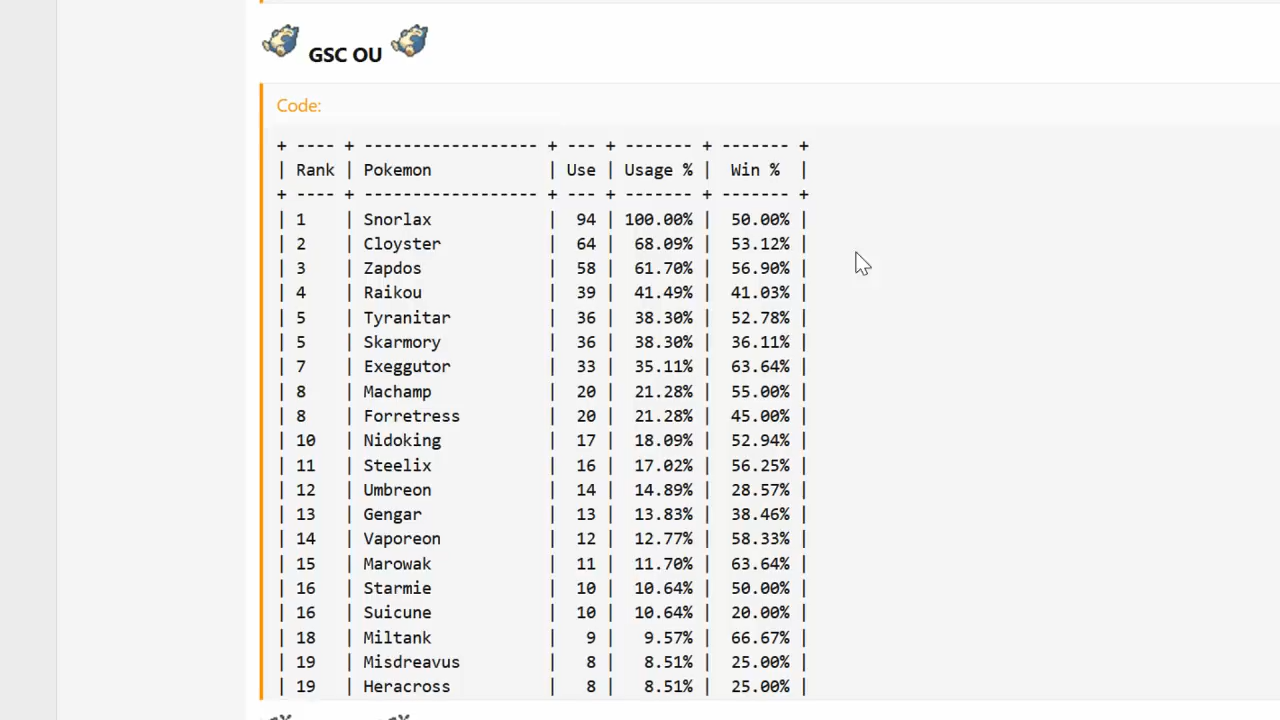 GSC OU
Code:
+ ---- + ------------------ + --- + ------- + ------- +
| Rank | Pokemon            | Use | Usage % |  Win %  |
+ ---- + ------------------ + --- + ------- + ------- +
| 1    | Snorlax            |  94 | 100.00% |  50.00% |
| 2    | Cloyster           |  64 |  68.09% |  53.12% |
| 3    | Zapdos             |  58 |  61.70% |  56.90% |
| 4    | Raikou             |  39 |  41.49% |  41.03% |
| 5    | Tyranitar          |  36 |  38.30% |  52.78% |
| 5    | Skarmory           |  36 |  38.30% |  36.11% |
| 7    | Exeggutor          |  33 |  35.11% |  63.64% |
| 8    | Machamp            |  20 |  21.28% |  55.00% |
| 8    | Forretress         |  20 |  21.28% |  45.00% |
| 10   | Nidoking           |  17 |  18.09% |  52.94% |
| 11   | Steelix            |  16 |  17.02% |  56.25% |
| 12   | Umbreon            |  14 |  14.89% |  28.57% |
| 13   | Gengar             |  13 |  13.83% |  38.46% |
| 14   | Vaporeon           |  12 |  12.77% |  58.33% |
| 15   | Marowak            |  11 |  11.70% |  63.64% |
| 16   | Starmie            |  10 |  10.64% |  50.00% |
| 16   | Suicune            |  10 |  10.64% |  20.00% |
| 18   | Miltank            |   9 |   9.57% |  66.67% |
| 19   | Misdreavus         |   8 |   8.51% |  25.00% |
| 19   | Heracross          |   8 |   8.51% |  25.00% |